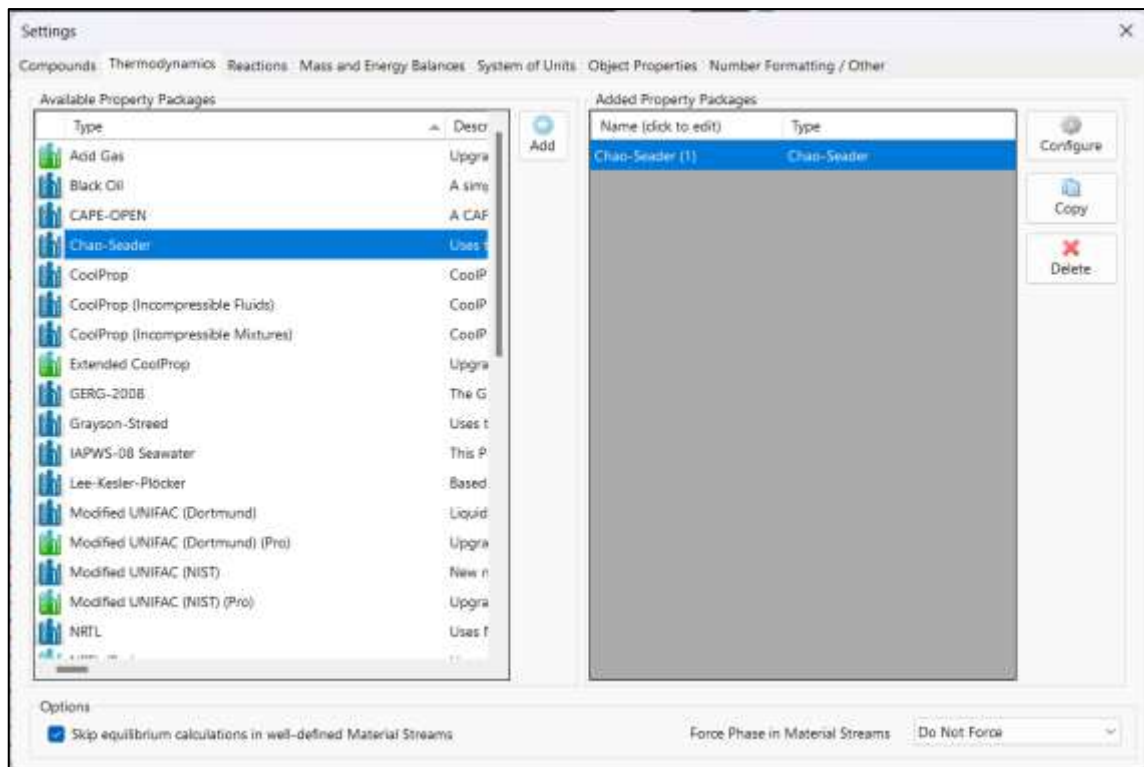 Settings
Compounds Thermodynamics Reactions Mass and Energy Balances System of Units Object Properties Number Formatting / Other
Available Property Packages
Type Descr
Acid Gas Upgra
Black Oil A simp
CAPE-OPEN A CAP
Chao-Seader Uses t
CoolProp CoolP
CoolProp (Incompressible Fluids) CoolP
CoolProp (Incompressible Mixtures) CoolP
Extended CoolProp Upgra
GERG-2008 The G
Grayson-Streed Uses t
IAPWS-08 Seawater This P
Lee-Kesler-Plöcker Based
Modified UNIFAC (Dortmund) Liquid
Modified UNIFAC (Dortmund) (Pro) Upgra
Modified UNIFAC (NIST) New n
Modified UNIFAC (NIST) (Pro) Upgra
NRTL Uses
Add
Added Property Packages
Name (click to edit) Type
Chao-Seader (1) Chao-Seader
Configure
Copy
Delete
Options
Skip equilibrium calculations in well-defined Material Streams
Force Phase in Material Streams Do Not Force